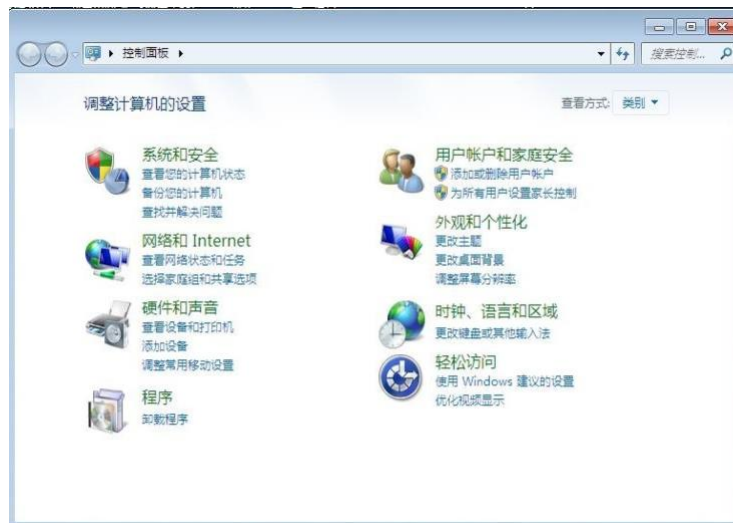 控制面板
搜索控制...
调整计算机的设置
查看方式: 类别
系统和安全
查看您的计算机状态
备份您的计算机
查找并解决问题
网络和 Internet
查看网络状态和任务
选择家庭组和共享选项
硬件和声音
查看设备和打印机
添加设备
调整常用移动设置
程序
卸载程序
用户帐户和家庭安全
添加或删除用户帐户
为所有用户设置家长控制
外观和个性化
更改主题
更改桌面背景
调整屏幕分辨率
时钟、语言和区域
更改键盘或其他输入法
轻松访问
使用 Windows 建议的设置
优化视频显示